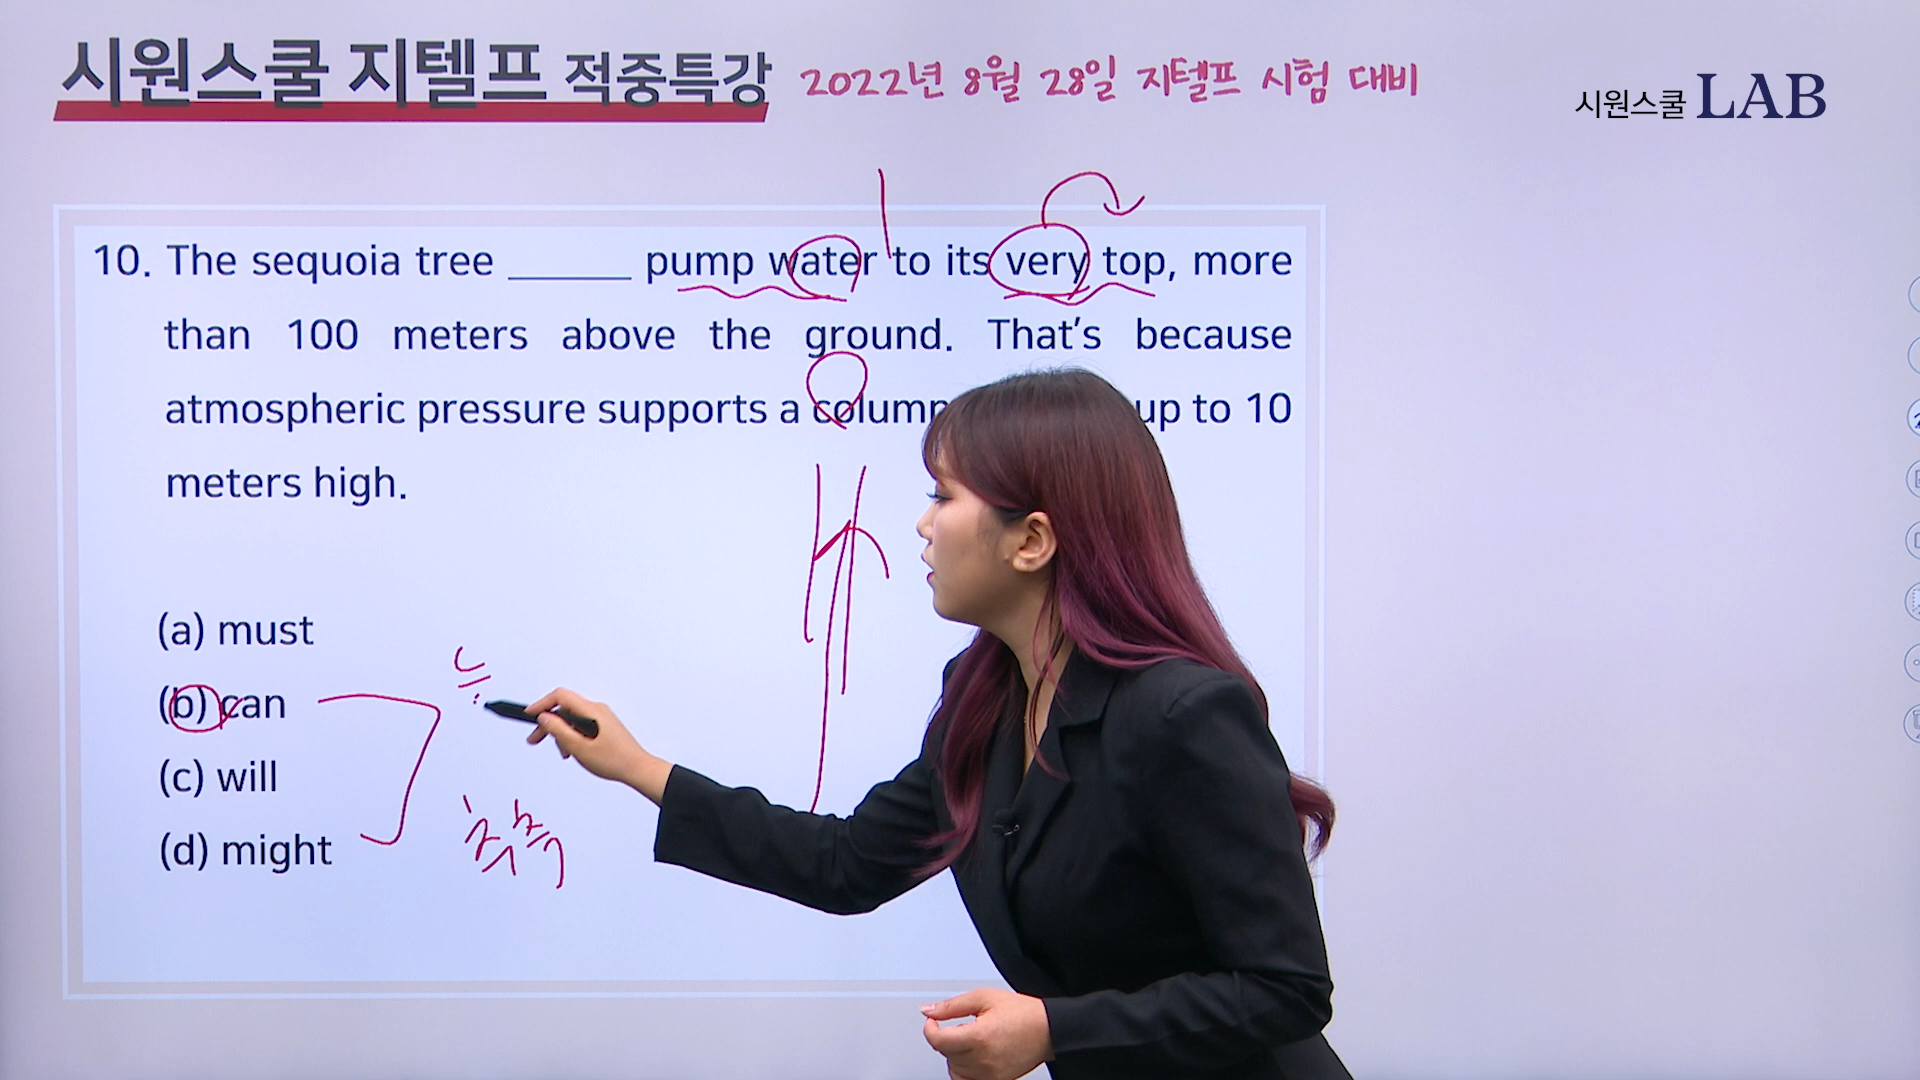 시원스쿨 지텔프 적중특강 2022년 8월 28일 지텔프 시험 대비
시원스쿨 LAB
10. The sequoia tree ______ pump water to its very top, more
than 100 meters above the ground. That's because
atmospheric pressure supports a column up to 10
meters high.
(a) must
(b) can
(c) will
(d) might
추측